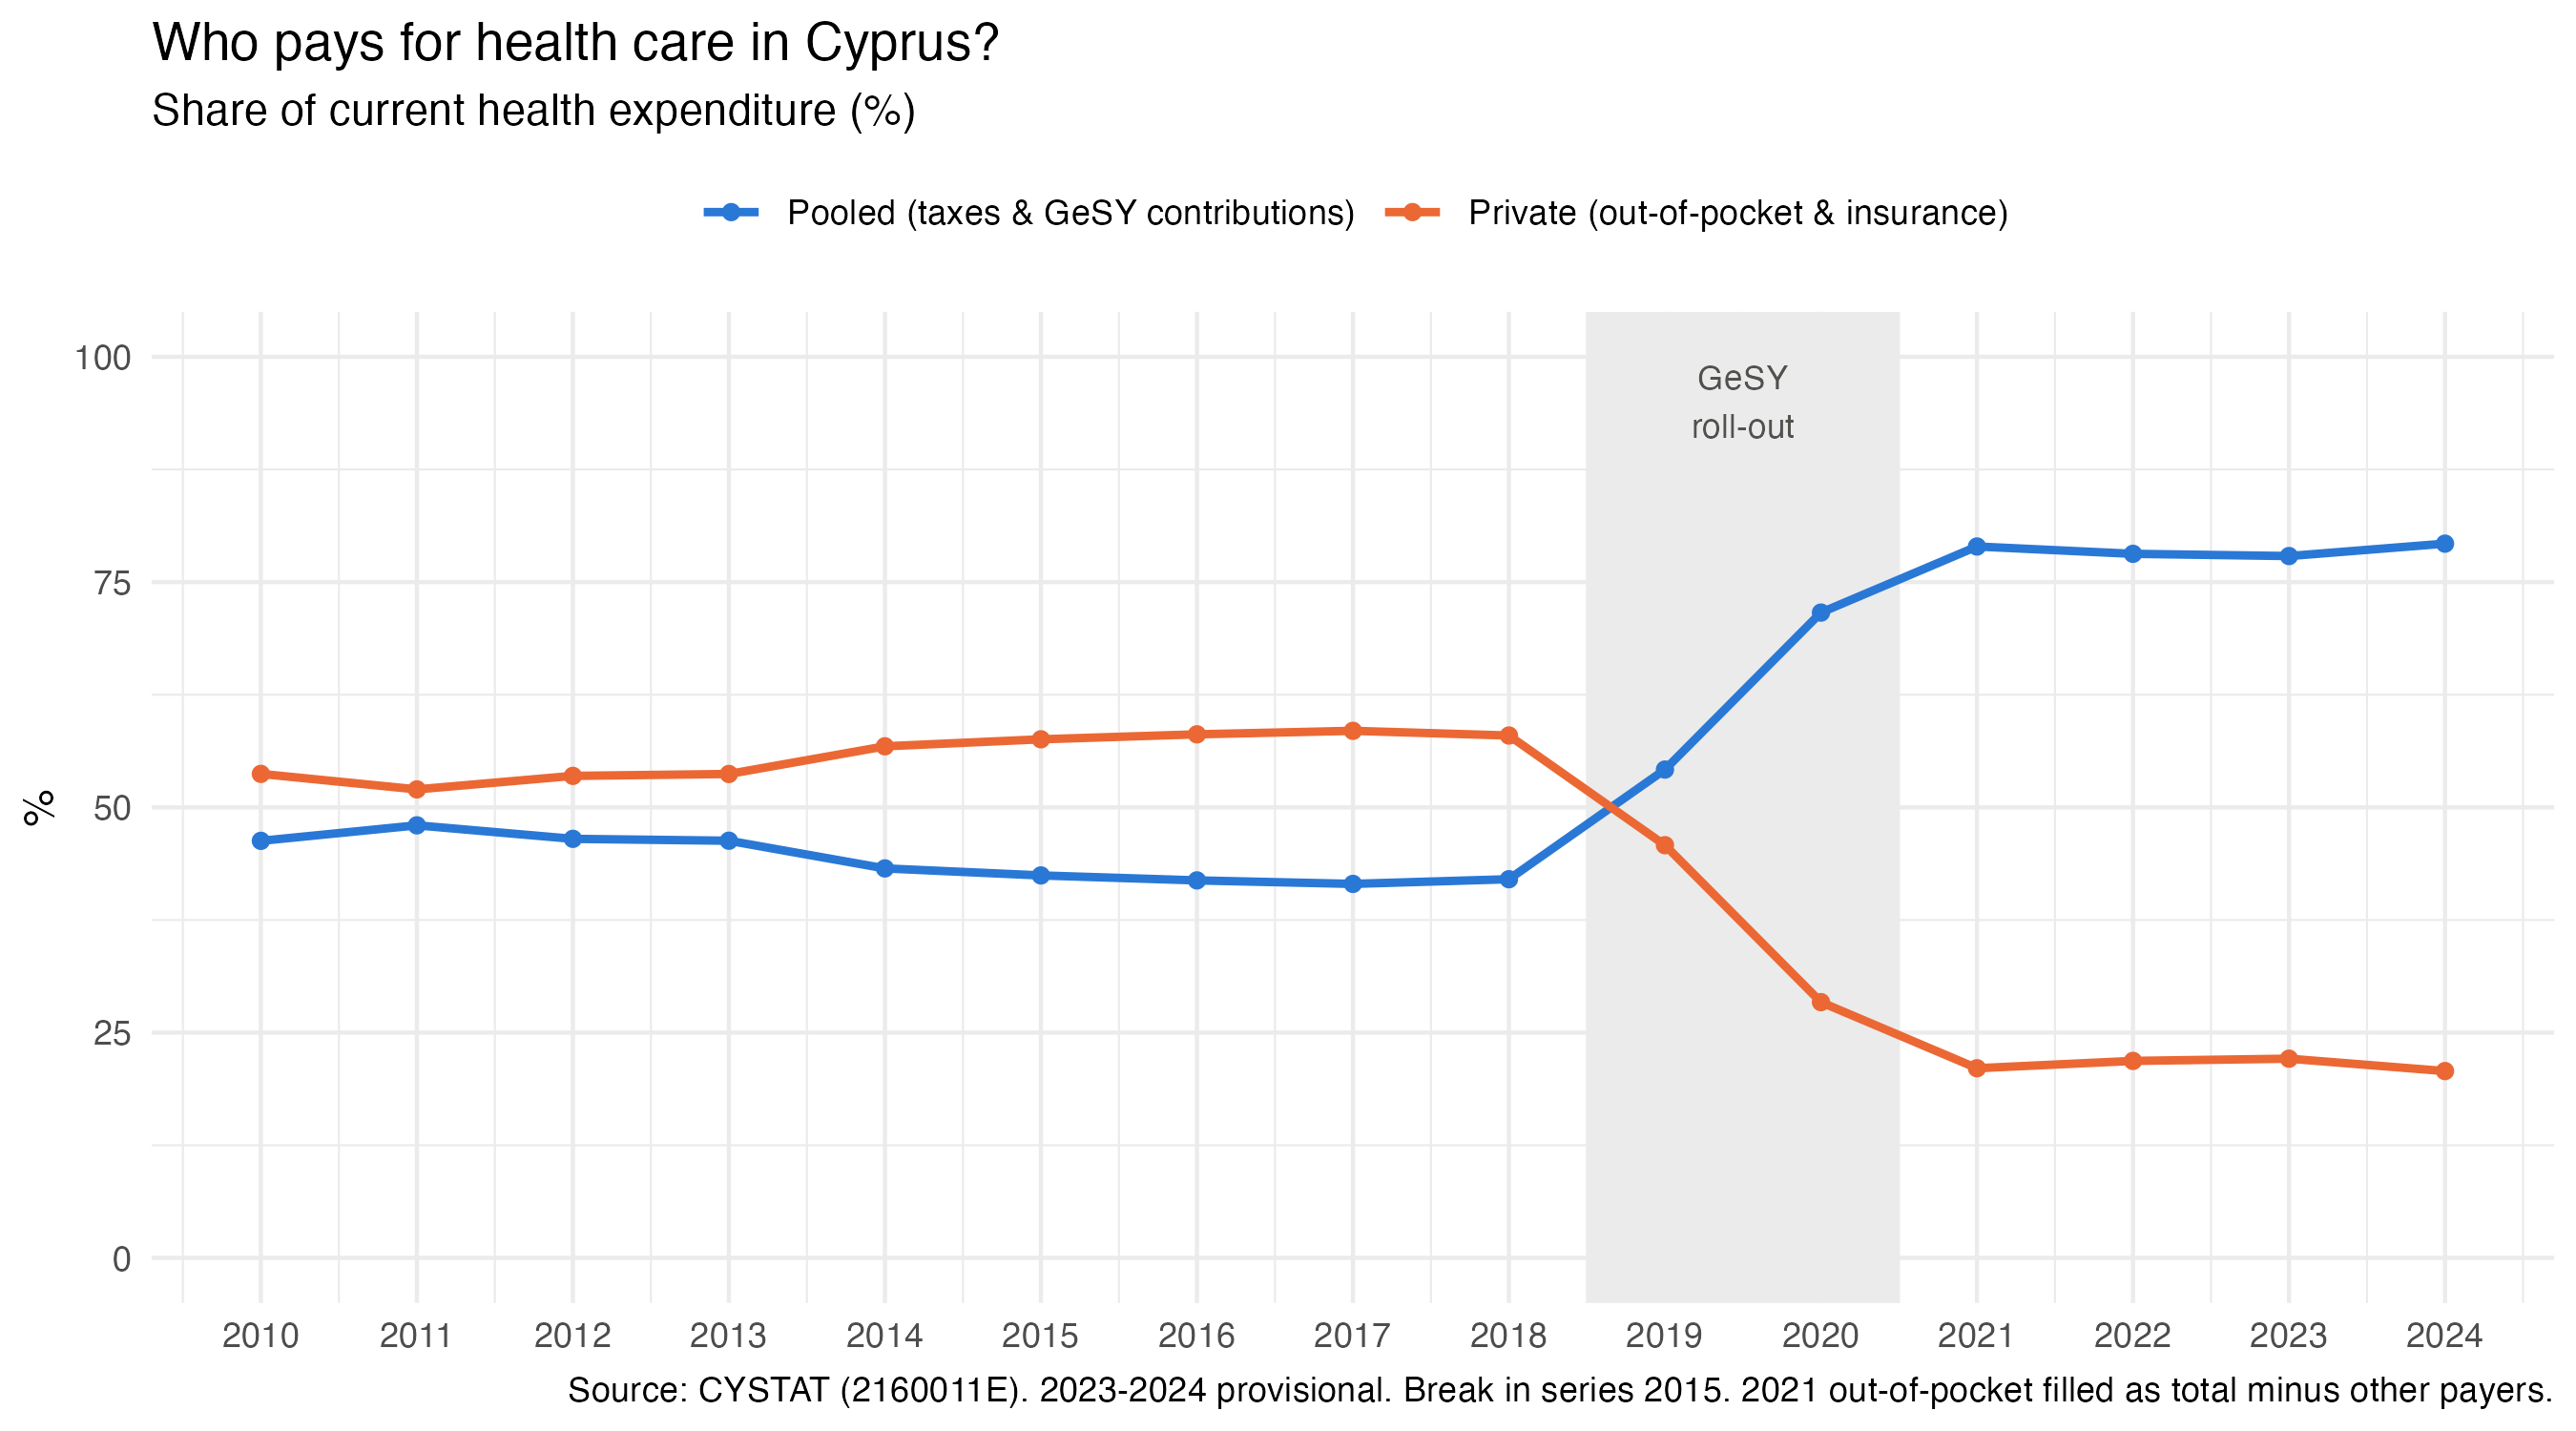 Who pays for health care in Cyprus?
Share of current health expenditure (%)
Pooled (taxes & GeSY contributions)
Private (out-of-pocket & insurance)
GeSY
roll-out
100
75
50
25
0
%
2010 2011 2012 2013 2014 2015 2016 2017 2018 2019 2020 2021 2022 2023 2024
Source: CYSTAT (2160011E). 2023-2024 provisional. Break in series 2015. 2021 out-of-pocket filled as total minus other payers.